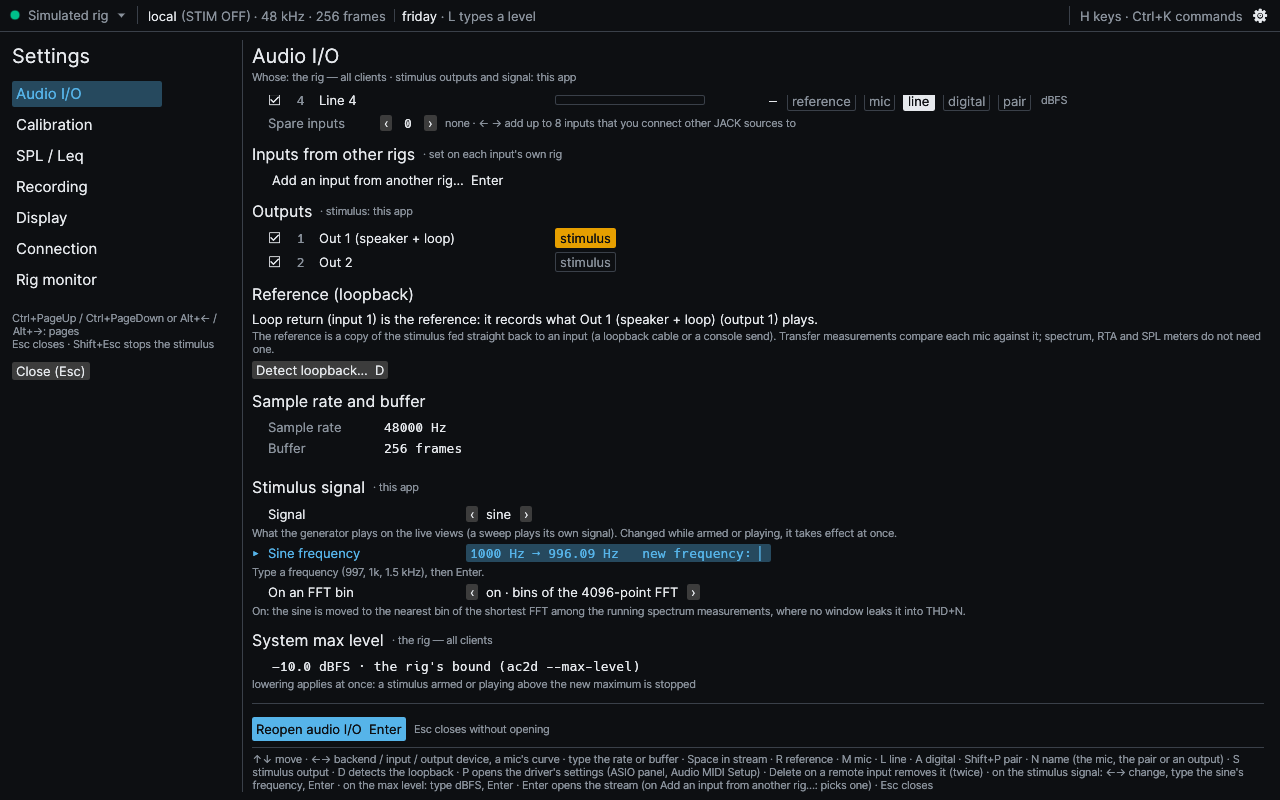 Simulated rig local (STIM OFF) · 48 kHz · 256 frames friday · L types a level H keys · Ctrl+K commands
Settings
Audio I/O
Calibration
SPL / Leq
Recording
Display
Connection
Rig monitor
Ctrl+PageUp / Ctrl+PageDown or Alt+← /
Alt+→: pages
Esc closes · Shift+Esc stops the stimulus
Close (Esc)
Audio I/O
Whose: the rig — all clients · stimulus outputs and signal: this app
4 Line 4 – reference mic line digital pair dBFS
Spare inputs ‹ 0 › none · ← → add up to 8 inputs that you connect other JACK sources to
Inputs from other rigs · set on each input's own rig
Add an input from another rig... Enter
Outputs · stimulus: this app
1 Out 1 (speaker + loop) stimulus
2 Out 2 stimulus
Reference (loopback)
Loop return (input 1) is the reference: it records what Out 1 (speaker + loop) (output 1) plays.
The reference is a copy of the stimulus fed straight back to an input (a loopback cable or a console send). Transfer measurements compare each mic against it; spectrum, RTA and SPL meters do not need
one.
Detect loopback... D
Sample rate and buffer
Sample rate 48000 Hz
Buffer 256 frames
Stimulus signal · this app
Signal ‹ sine ›
What the generator plays on the live views (a sweep plays its own signal). Changed while armed or playing, it takes effect at once.
▸ Sine frequency 1000 Hz → 996.09 Hz new frequency:
Type a frequency (997, 1k, 1.5 kHz), then Enter.
On an FFT bin ‹ on · bins of the 4096-point FFT ›
On: the sine is moved to the nearest bin of the shortest FFT among the running spectrum measurements, where no window leaks it into THD+N.
System max level · the rig — all clients
−10.0 dBFS · the rig's bound (ac2d --max-level)
lowering applies at once: a stimulus armed or playing above the new maximum is stopped
Reopen audio I/O Enter Esc closes without opening
↑↓ move · ←→ backend / input / output device, a mic's curve · type the rate or buffer · Space in stream · R reference · M mic · L line · A digital · Shift+P pair · N name (the mic, the pair or an output) · S
stimulus output · D detects the loopback · P opens the driver's settings (ASIO panel, Audio MIDI Setup) · Delete on a remote input removes it (twice) · on the stimulus signal: ←→ change, type the sine's
frequency, Enter · on the max level: type dBFS, Enter · Enter opens the stream (on Add an input from another rig...: picks one) · Esc closes